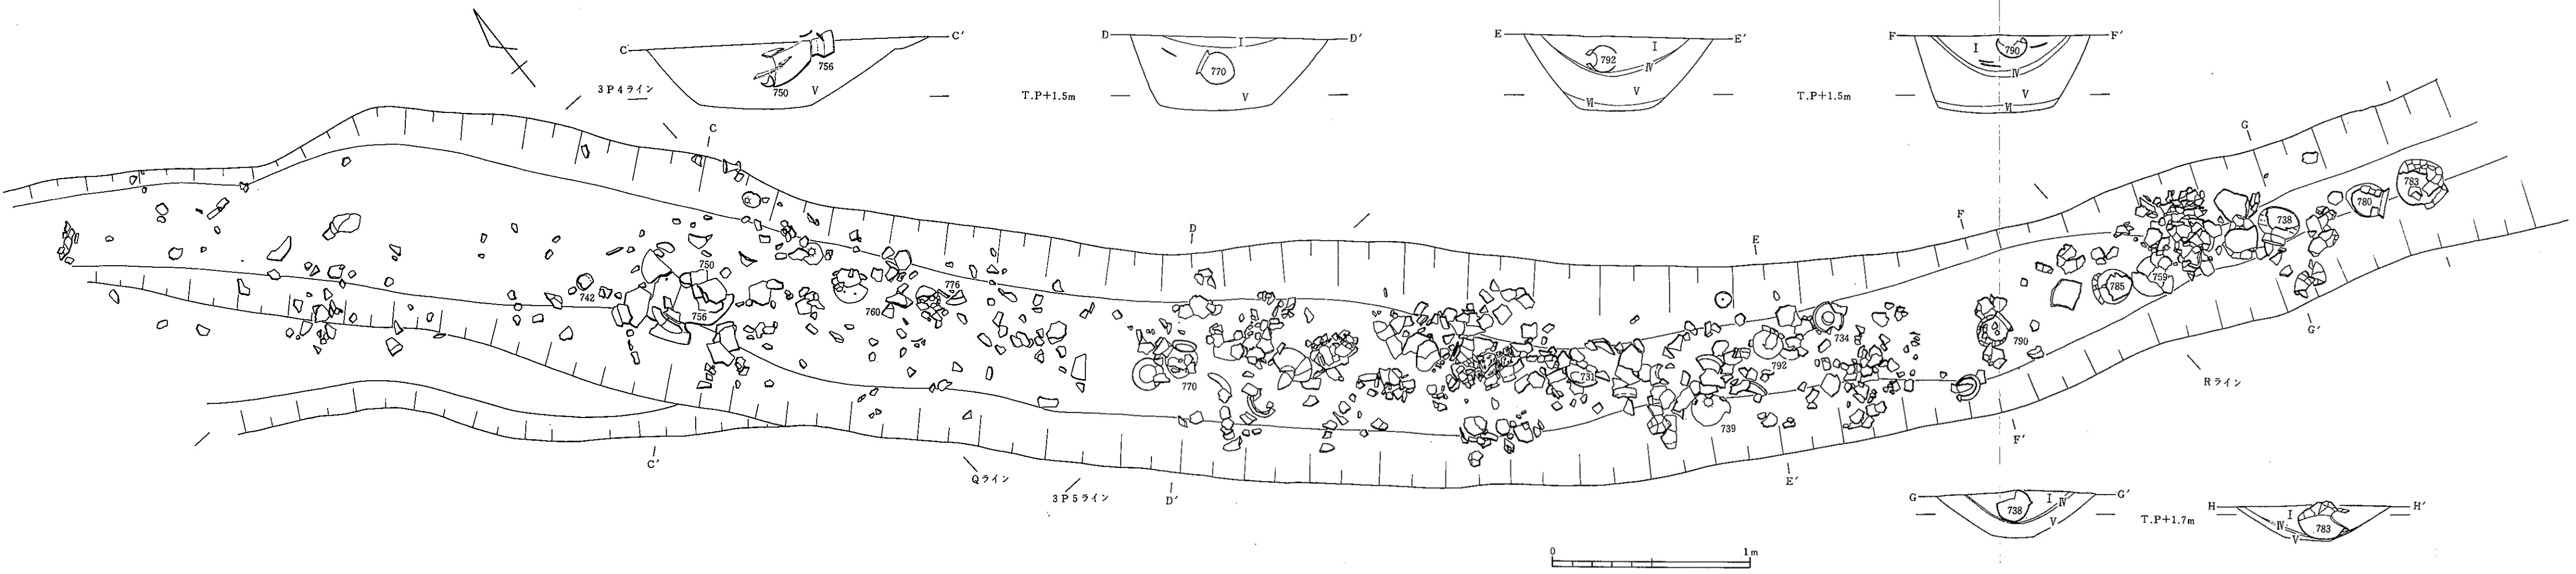 C C' 756 750 V
3P4ライン
D D' I 770 V
T.P+1.5m
E E' 792 I IV V VI
T.P+1.5m
F F' I 790 IV V VI
C
D
E
F
G
742
750
756
760
776
770
731
792
734
739
790
785
759
738
780
783
G'
Rライン
F'
E'
D'
3P5ライン
Qライン
C'
G G' 738 I IV V
T.P+1.7m
H H' I IV V 783
0 1m